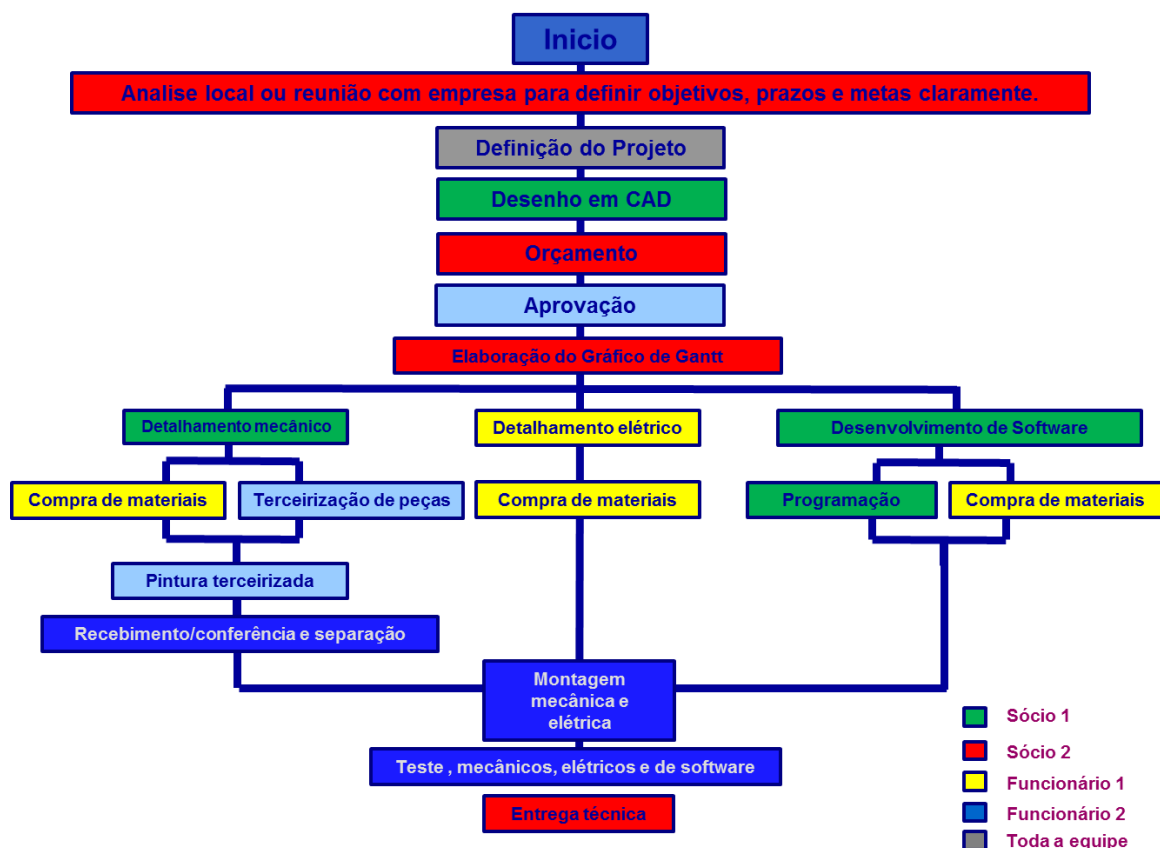 Inicio
Analise local ou reunião com empresa para definir objetivos, prazos e metas claramente.
Definição do Projeto
Desenho em CAD
Orçamento
Aprovação
Elaboração do Gráfico de Gantt
Detalhamento mecânico
Detalhamento elétrico
Desenvolvimento de Software
Compra de materiais
Terceirização de peças
Compra de materiais
Programação
Compra de materiais
Pintura terceirizada
Recebimento/conferência e separação
Montagem
mecânica e
elétrica
Teste , mecânicos, elétricos e de software
Entrega técnica
Sócio 1
Sócio 2
Funcionário 1
Funcionário 2
Toda a equipe